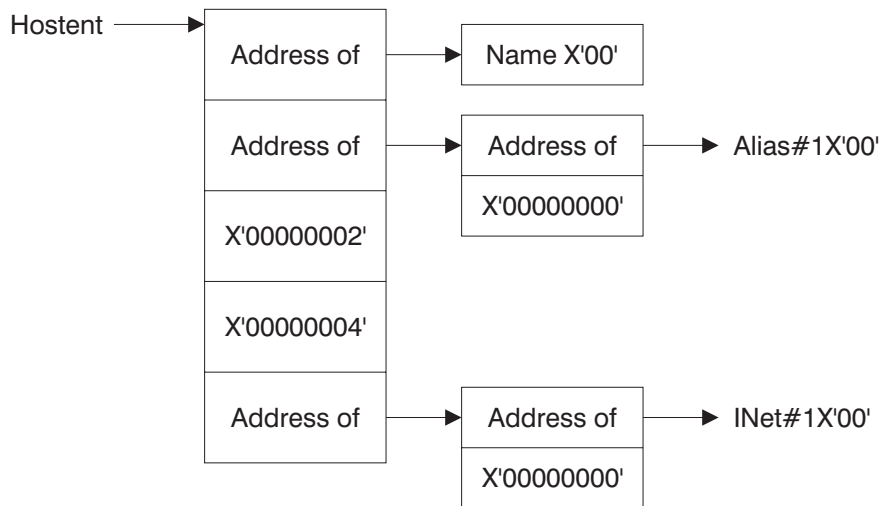 Hostent
Address of
Name X'00'
Address of
Address of
Alias#1X'00'
X'00000000'
X'00000002'
X'00000004'
Address of
Address of
INet#1X'00'
X'00000000'